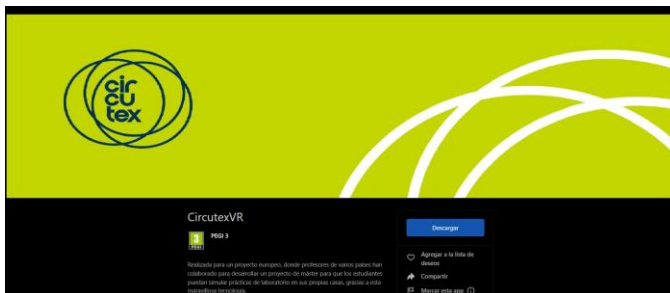 cir
cu
tex
CircutexVR
3
PEGI
PEGI 3
Descargar
Realizada para un proyecto europeo, donde profesores de varios países han
colaborado para desarrollar un proyecto de máster para que los estudiantes
puedan simular prácticas de laboratorio en sus propias casas, gracias a esta
maravillosa tecnología.
Agregar a la lista de
deseos
Compartir
Marcar esta app